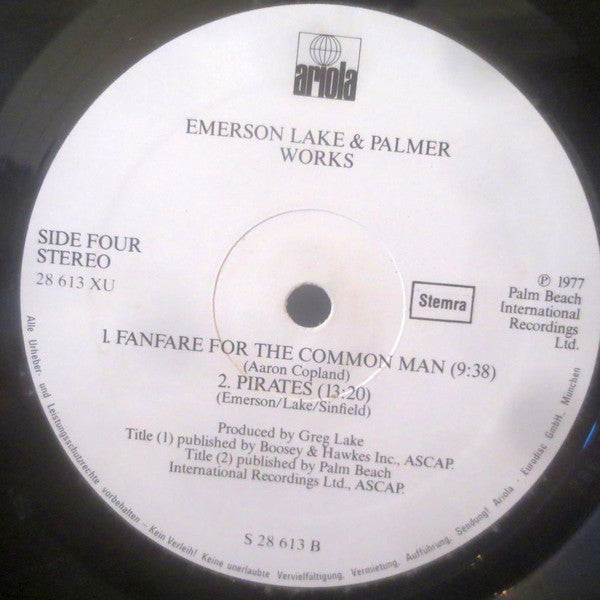 ariola
EMERSON LAKE & PALMER
WORKS
SIDE FOUR
STEREO
28 613 XU
Stemra
℗ 1977
Palm Beach
International
Recordings
Ltd.
1. FANFARE FOR THE COMMON MAN (9:38)
(Aaron Copland)
2. PIRATES (13:20)
(Emerson/Lake/Sinfield)
Produced by Greg Lake
Title (1) published by Boosey & Hawkes Inc., ASCAP.
Title (2) published by Palm Beach
International Recordings Ltd., ASCAP.
S 28 613 B
Alle Urheber- und Leistungsschutzrechte vorbehalten – Kein Verleih! Keine unerlaubte Vervielfältigung, Vermietung, Aufführung, Sendung! Ariola - Eurodisc GmbH, München